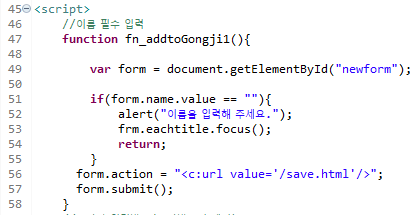 45 <script>
46 //이름 필수 입력
47 function fn_addtoGongji1(){
48
49 var form = document.getElementById("newform");
50
51 if(form.name.value == ""){
52 alert("이름을 입력해 주세요.");
53 frm.eachtitle.focus();
54 return;
55 }
56 form.action = "<c:url value='/save.html'/>";
57 form.submit();
58 }